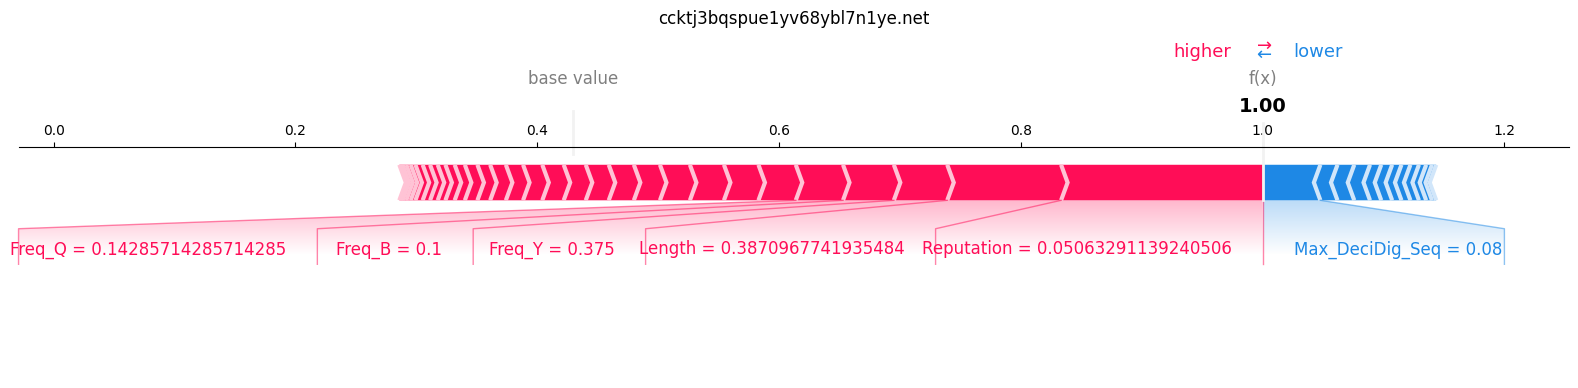 ccktj3bqspue1yv68ybl7n1ye.net
higher → ← lower
base value f(x)
1.00
0.0 0.2 0.4 0.6 0.8 1.0 1.2
Freq_Q = 0.14285714285714285 Freq_B = 0.1 Freq_Y = 0.375 Length = 0.3870967741935484 Reputation = 0.05063291139240506 Max_DeciDig_Seq = 0.08